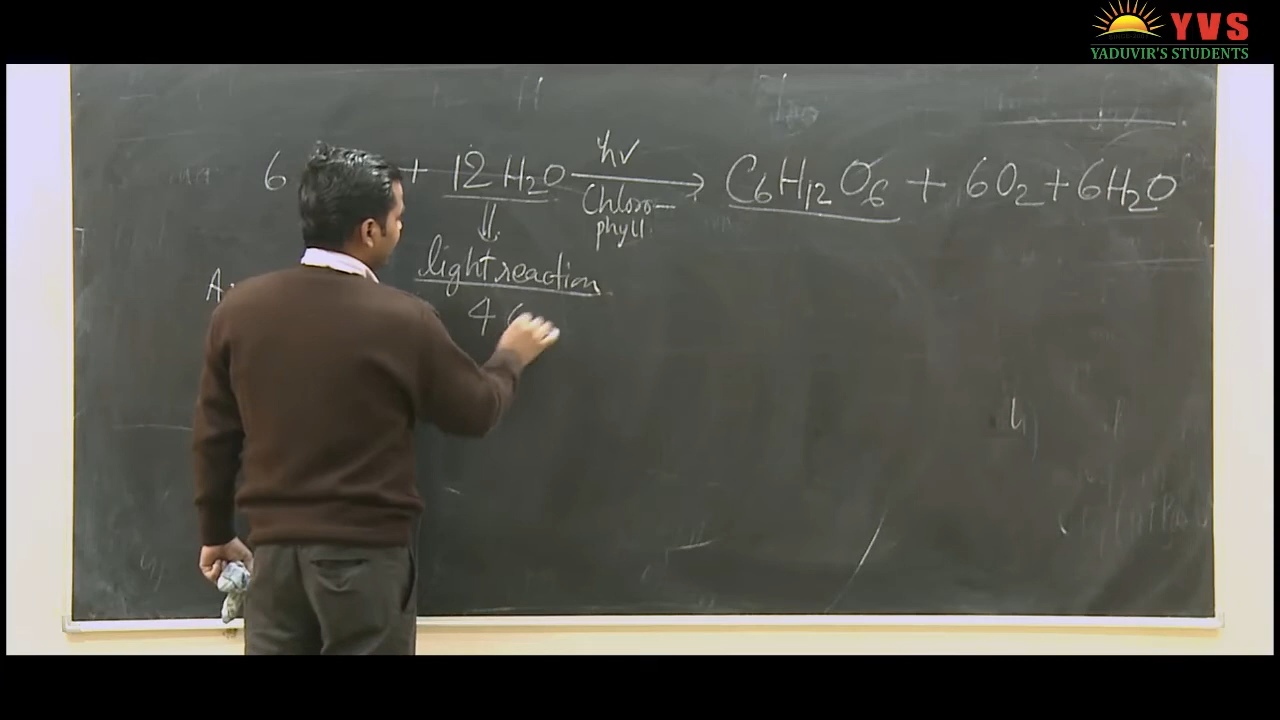 YVS
YADUVIR'S STUDENTS
6 + 12 H₂O hν → C₆H₁₂O₆ + 6O₂ + 6H₂O
Chloro-
phyll.
⇓
light reaction
A
4